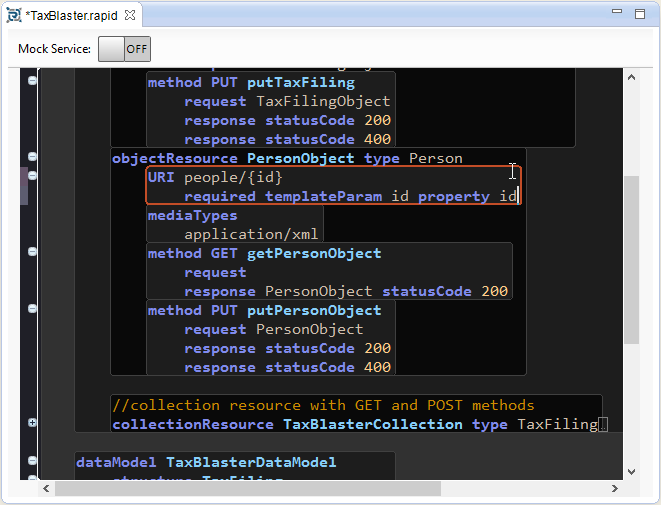 *TaxBlaster.rapid
Mock Service: OFF
method PUT putTaxFiling
request TaxFilingObject
response statusCode 200
response statusCode 400
objectResource PersonObject type Person
URI people/{id}
required templateParam id property id
mediaTypes
application/xml
method GET getPersonObject
request
response PersonObject statusCode 200
method PUT putPersonObject
request PersonObject
response statusCode 200
response statusCode 400
//collection resource with GET and POST methods
collectionResource TaxBlasterCollection type TaxFiling
dataModel TaxBlasterDataModel
structure TaxFiling